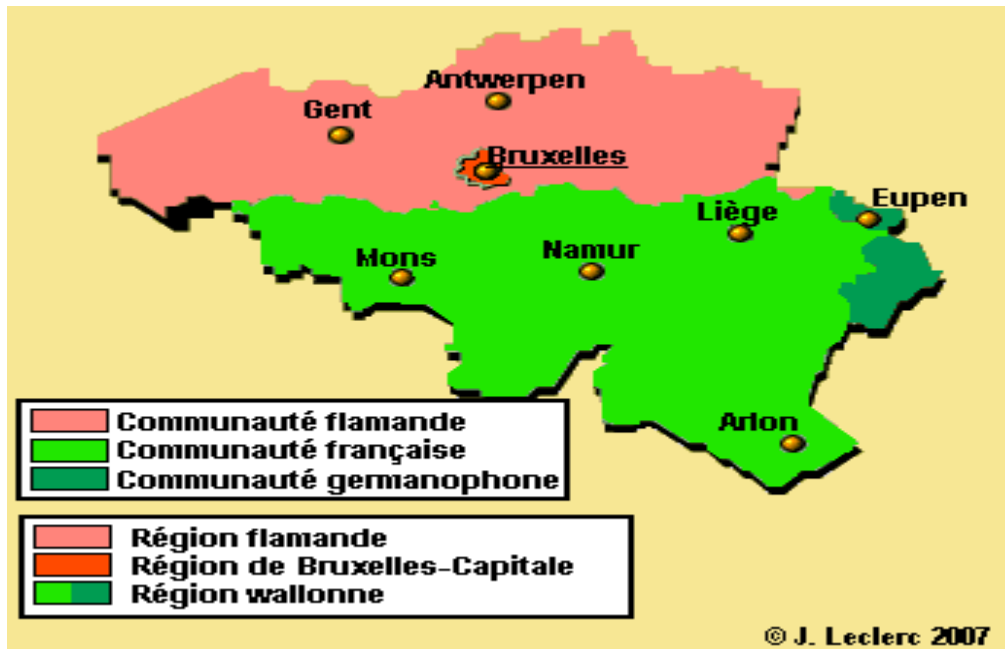 Antwerpen
Gent
Bruxelles
Eupen
Liège
Namur
Mons
Arlon
Communauté flamande
Communauté française
Communauté germanophone
Région flamande
Région de Bruxelles-Capitale
Région wallonne
© J. Leclerc 2007